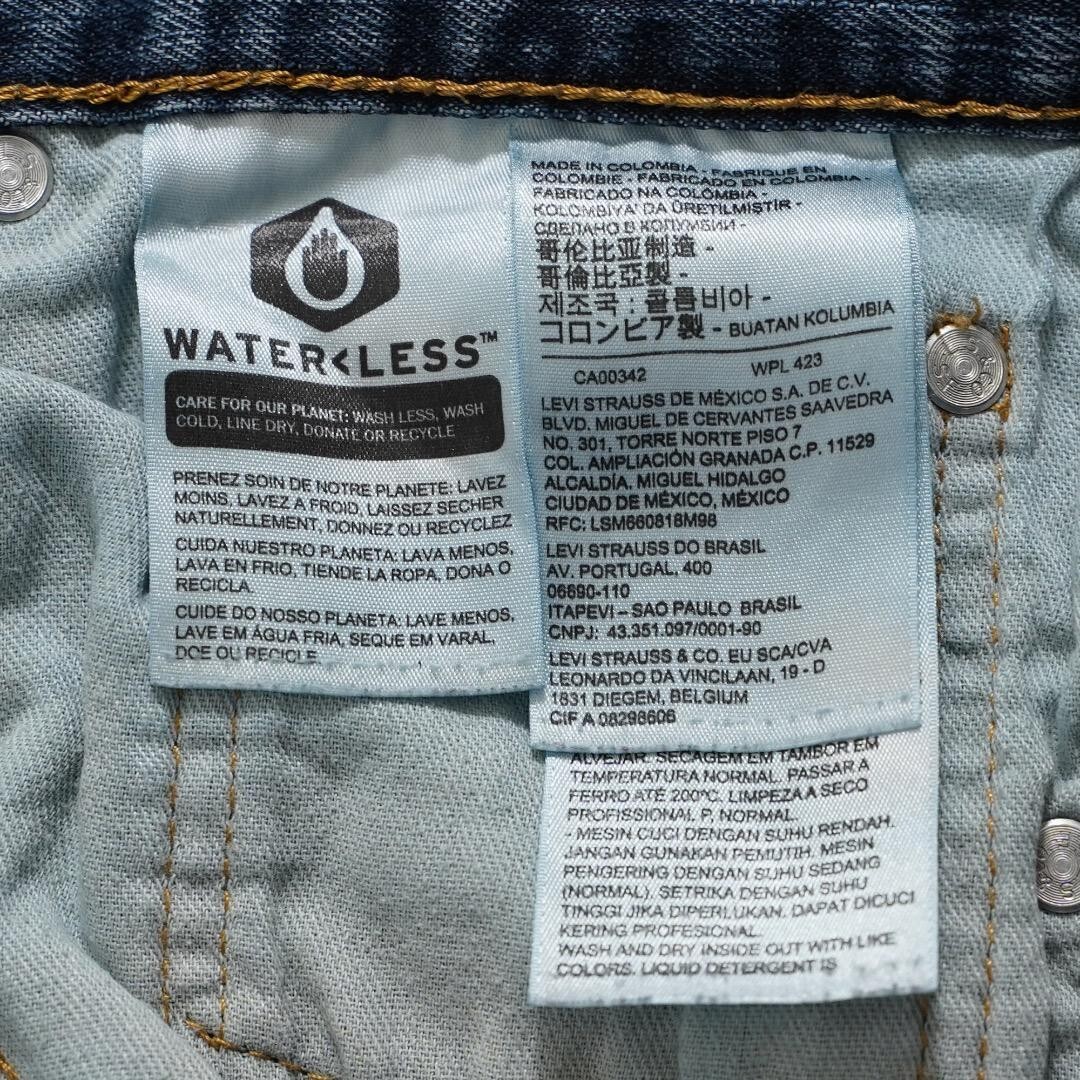 WATER<LESS™
CARE FOR OUR PLANET: WASH LESS, WASH
COLD, LINE DRY, DONATE OR RECYCLE
PRENEZ SOIN DE NOTRE PLANETE: LAVEZ
MOINS, LAVEZ A FROID, LAISSEZ SECHER
NATURELLEMENT, DONNEZ OU RECYCLEZ
CUIDA NUESTRO PLANETA: LAVA MENOS,
LAVA EN FRIO, TIENDE LA ROPA, DONA O
RECICLA.
CUIDE DO NOSSO PLANETA: LAVE MENOS,
LAVE EM ÁGUA FRIA, SEQUE EM VARAL,
DOE OU RECICLE.
MADE IN COLOMBIA - FABRIQUE EN
COLOMBIE - FABRICADO EN COLOMBIA -
FABRICADO NA COLÔMBIA -
KOLOMBİYA'DA ÜRETİLMİŞTİR -
СДЕЛАНО В КОЛУМБИИ -
哥伦比亚制造 -
哥倫比亞製 -
제조국 : 콜롬비아 -
コロンビア製 - BUATAN KOLUMBIA
CA00342 WPL 423
LEVI STRAUSS DE MÉXICO S.A. DE C.V.
BLVD. MIGUEL DE CERVANTES SAAVEDRA
NO. 301, TORRE NORTE PISO 7
COL. AMPLIACIÓN GRANADA C.P. 11529
ALCALDÍA. MIGUEL HIDALGO
CIUDAD DE MÉXICO, MÉXICO
RFC: LSM660818M98
LEVI STRAUSS DO BRASIL
AV. PORTUGAL, 400
06690-110
ITAPEVI – SAO PAULO BRASIL
CNPJ: 43.351.097/0001-90
LEVI STRAUSS & CO. EU SCA/CVA
LEONARDO DA VINCILAAN, 19 - D
1831 DIEGEM, BELGIUM
CIF A 08298606
ALVEJAR. SECAGEM EM TAMBOR EM
TEMPERATURA NORMAL. PASSAR A
FERRO ATÉ 200°C. LIMPEZA A SECO
PROFISSIONAL P, NORMAL.
- MESIN CUCI DENGAN SUHU RENDAH.
JANGAN GUNAKAN PEMUTIH. MESIN
PENGERING DENGAN SUHU SEDANG
(NORMAL). SETRIKA DENGAN SUHU
TINGGI JIKA DIPERLUKAN. DAPAT DICUCI
KERING PROFESIONAL.
WASH AND DRY INSIDE OUT WITH LIKE
COLORS. LIQUID DETERGENT IS